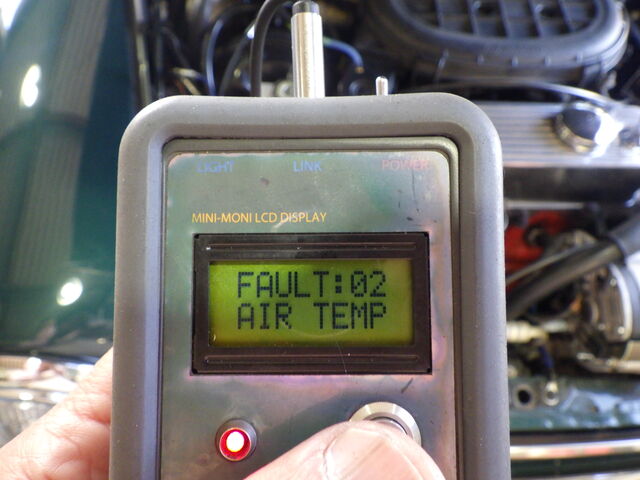 LIGHT LINK POWER
MINI-MONI LCD DISPLAY
FAULT:02
AIR TEMP